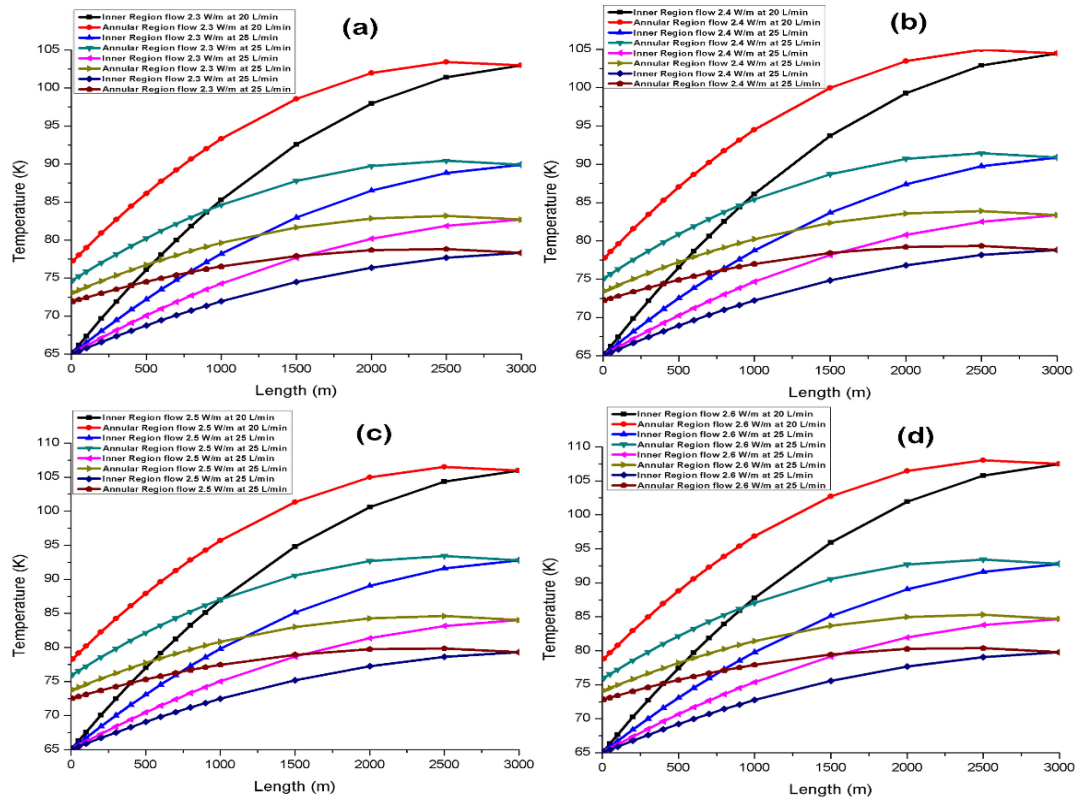 Inner Region flow 2.3 W/m at 20 L/min
Annular Region flow 2.3 W/m at 20 L/min
Inner Region flow 2.3 W/m at 25 L/min
Annular Region flow 2.3 W/m at 25 L/min
Inner Region flow 2.3 W/m at 25 L/min
Annular Region flow 2.3 W/m at 25 L/min
Inner Region flow 2.3 W/m at 25 L/min
Annular Region flow 2.3 W/m at 25 L/min
(a)
105
100
95
90
85
80
75
70
65
Temperature (K)
0 500 1000 1500 2000 2500 3000
Length (m)
Inner Region flow 2.4 W/m at 20 L/min
Annular Region flow 2.4 W/m at 20 L/min
Inner Region flow 2.4 W/m at 25 L/min
Annular Region flow 2.4 W/m at 25 L/min
Inner Region flow 2.4 W/m at 25 L/min
Annular Region flow 2.4 W/m at 25 L/min
Inner Region flow 2.4 W/m at 25 L/min
Annular Region flow 2.4 W/m at 25 L/min
(b)
105
100
95
90
85
80
75
70
65
Temperature (K)
0 500 1000 1500 2000 2500 3000
Length (m)
Inner Region flow 2.5 W/m at 20 L/min
Annular Region flow 2.5 W/m at 20 L/min
Inner Region flow 2.5 W/m at 25 L/min
Annular Region flow 2.5 W/m at 25 L/min
Inner Region flow 2.5 W/m at 25 L/min
Annular Region flow 2.5 W/m at 25 L/min
Inner Region flow 2.5 W/m at 25 L/min
Annular Region flow 2.5 W/m at 25 L/min
(c)
110
105
100
95
90
85
80
75
70
65
Temperature (K)
0 500 1000 1500 2000 2500 3000
Length (m)
Inner Region flow 2.6 W/m at 20 L/min
Annular Region flow 2.6 W/m at 20 L/min
Inner Region flow 2.6 W/m at 25 L/min
Annular Region flow 2.6 W/m at 25 L/min
Inner Region flow 2.6 W/m at 25 L/min
Annular Region flow 2.6 W/m at 25 L/min
Inner Region flow 2.6 W/m at 25 L/min
Annular Region flow 2.6 W/m at 25 L/min
(d)
110
105
100
95
90
85
80
75
70
65
Temperature (K)
0 500 1000 1500 2000 2500 3000
Length (m)